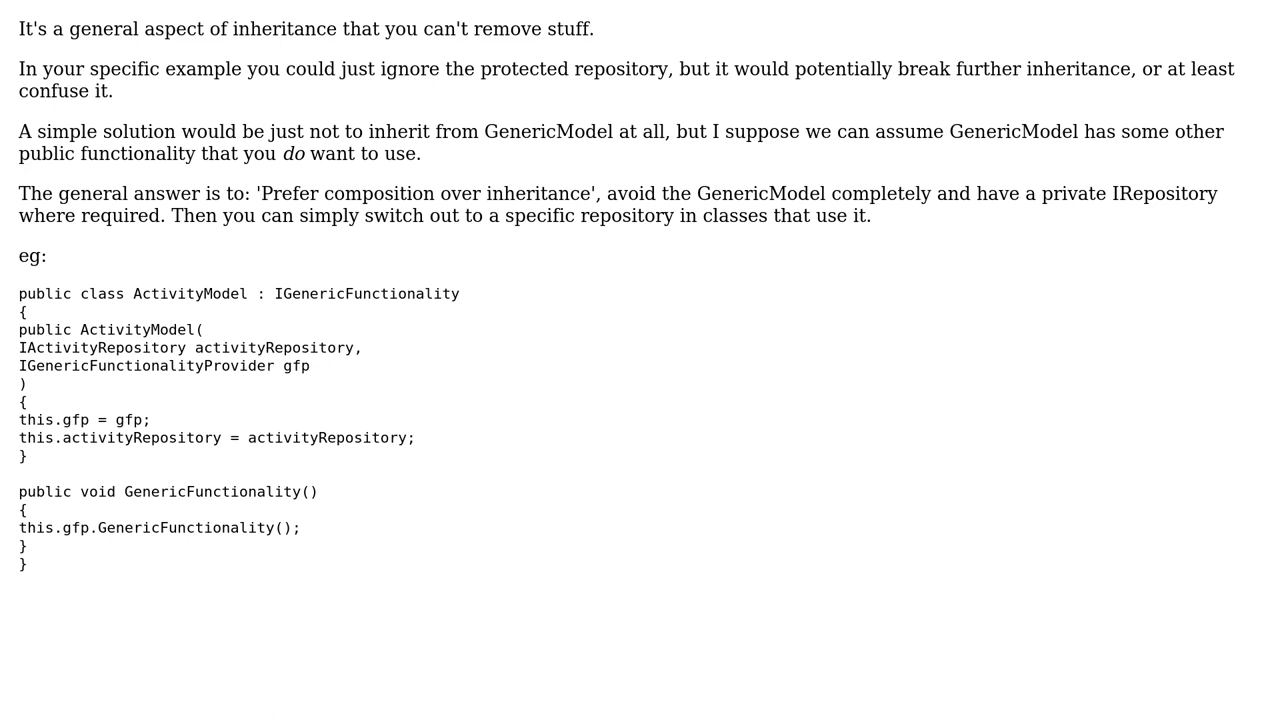 It's a general aspect of inheritance that you can't remove stuff.
In your specific example you could just ignore the protected repository, but it would potentially break further inheritance, or at least
confuse it.
A simple solution would be just not to inherit from GenericModel at all, but I suppose we can assume GenericModel has some other
public functionality that you do want to use.
The general answer is to: 'Prefer composition over inheritance', avoid the GenericModel completely and have a private IRepository
where required. Then you can simply switch out to a specific repository in classes that use it.
eg:
public class ActivityModel : IGenericFunctionality
{
public ActivityModel(
IActivityRepository activityRepository,
IGenericFunctionalityProvider gfp
)
{
this.gfp = gfp;
this.activityRepository = activityRepository;
}
public void GenericFunctionality()
{
this.gfp.GenericFunctionality();
}
}